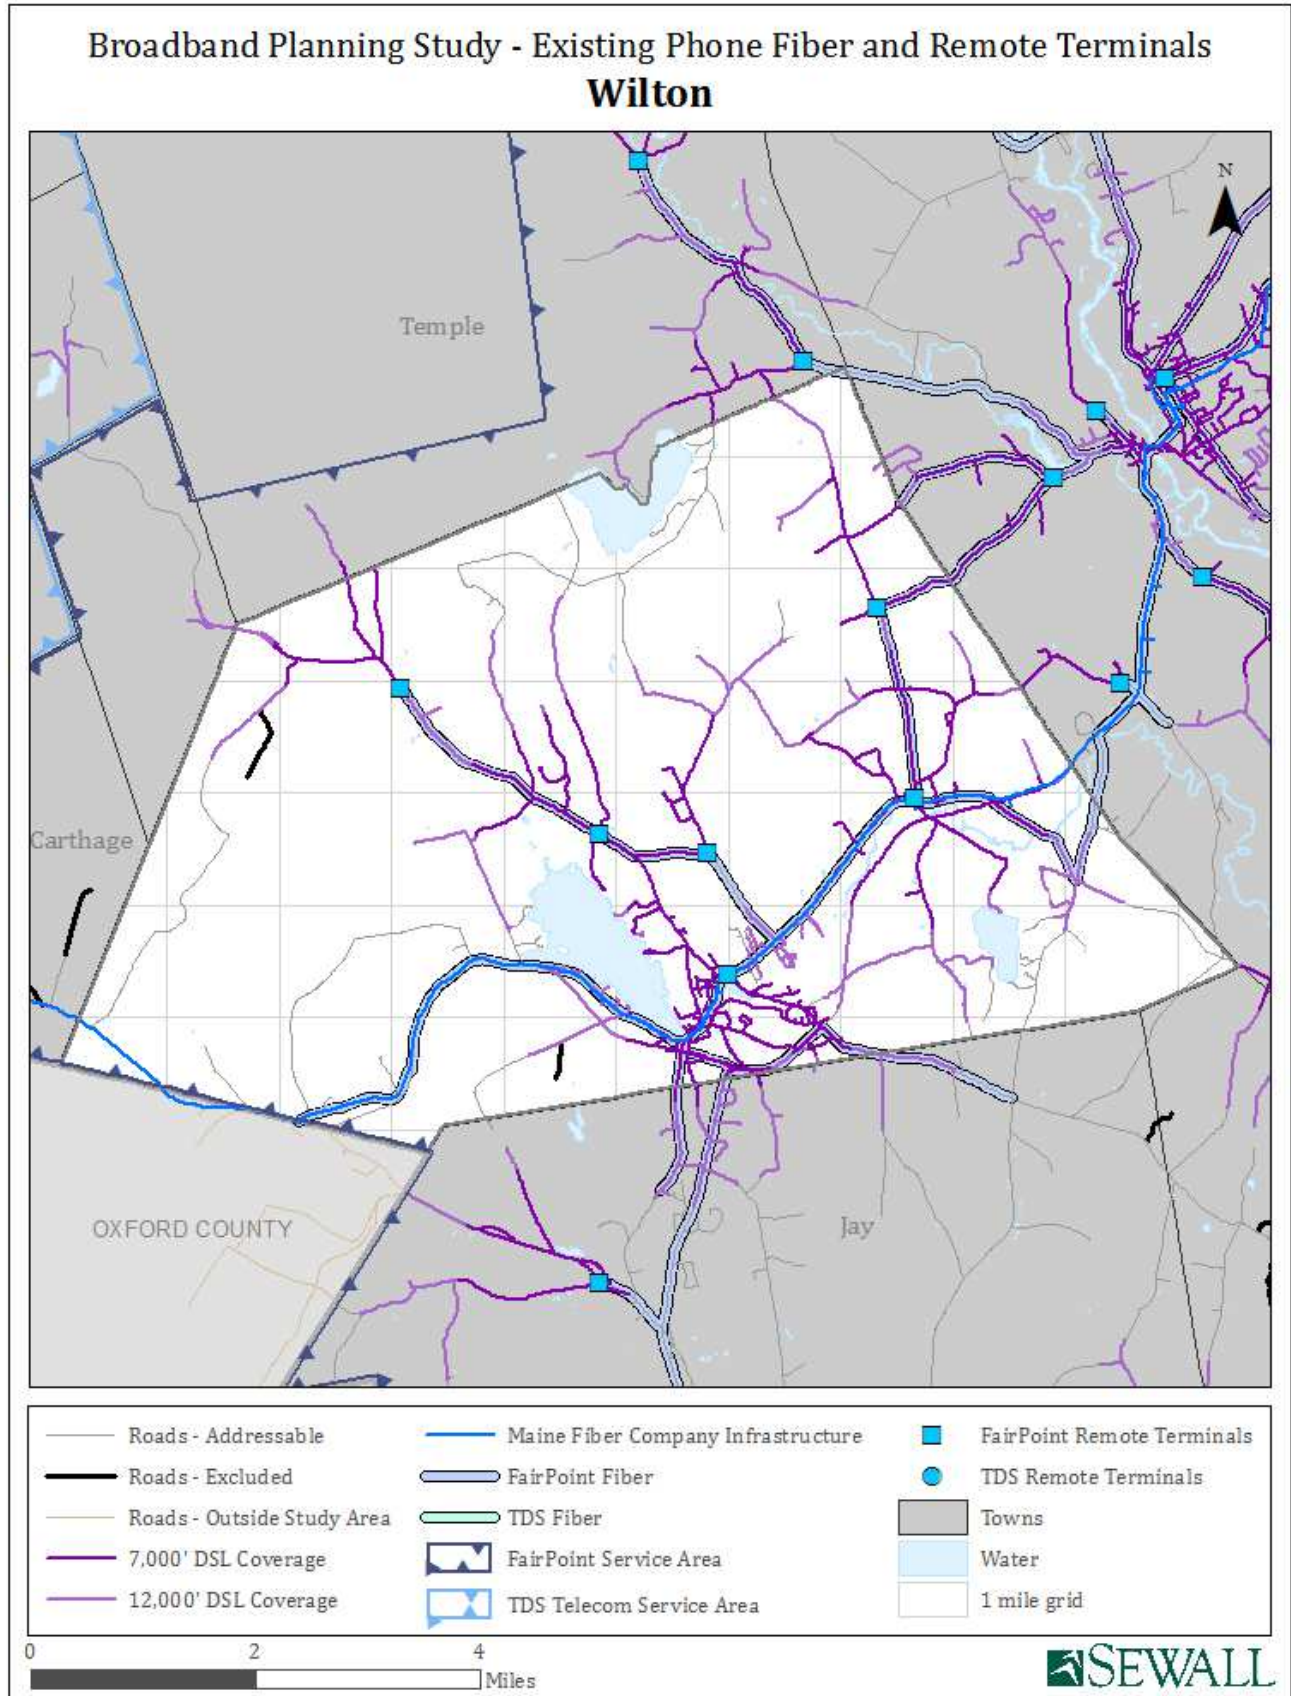 Broadband Planning Study - Existing Phone Fiber and Remote Terminals
Wilton
N
Temple
Carthage
OXFORD COUNTY
Jay
Roads - Addressable
Roads - Excluded
Roads - Outside Study Area
7,000' DSL Coverage
12,000' DSL Coverage
Maine Fiber Company Infrastructure
FairPoint Fiber
TDS Fiber
FairPoint Service Area
TDS Telecom Service Area
FairPoint Remote Terminals
TDS Remote Terminals
Towns
Water
1 mile grid
0 2 4
Miles
SEWALL